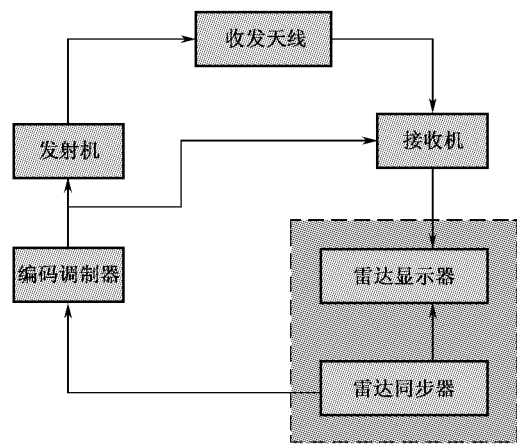 收发天线
发射机
接收机
编码调制器
雷达显示器
雷达同步器